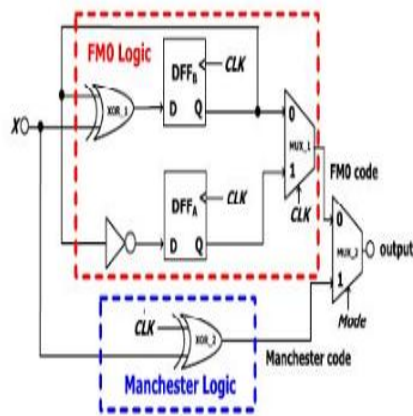 FM0 Logic
DFFB
CLK
D Q
XOR_1
X
0
MUX_1
1
DFFA
CLK
D Q
CLK
FM0 code
0
MUX_2
1
output
Mode
CLK
XOR_2
Manchester code
Manchester Logic